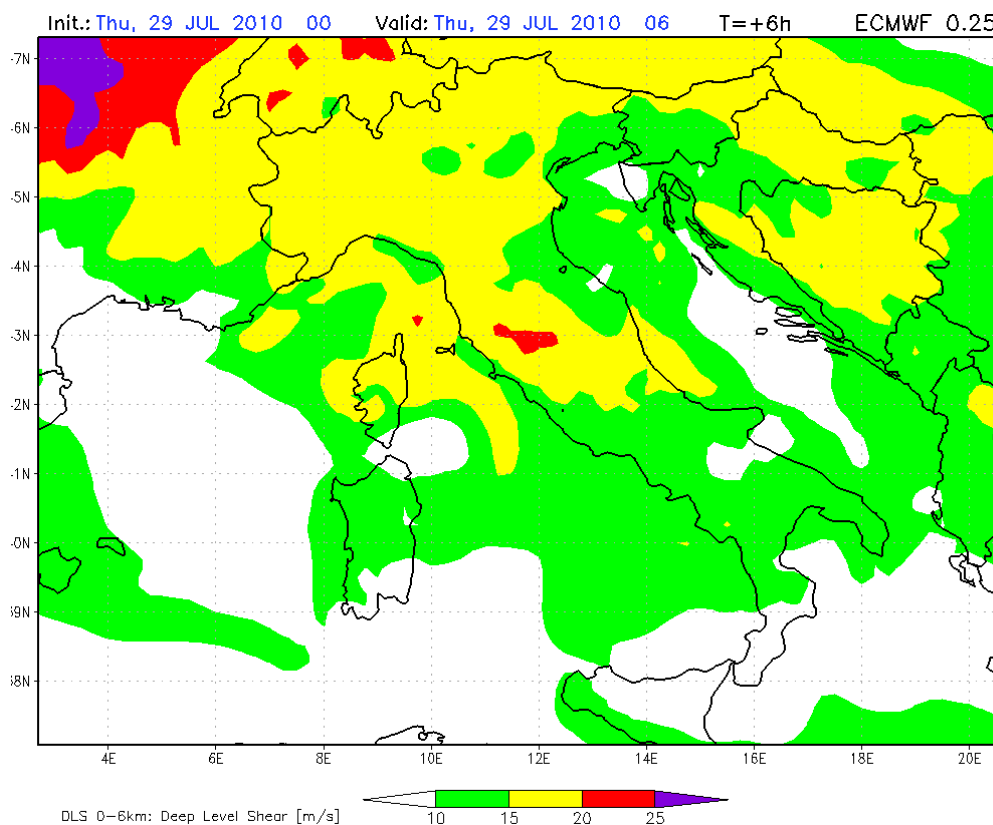 Init.: Thu, 29 JUL 2010 00 Valid: Thu, 29 JUL 2010 06 T=+6h ECMWF 0.25
-7N
-6N
-5N
-4N
-3N
-2N
-1N
-0N
39N
38N
4E 6E 8E 10E 12E 14E 16E 18E 20E
10 15 20 25
DLS 0-6km: Deep Level Shear [m/s]